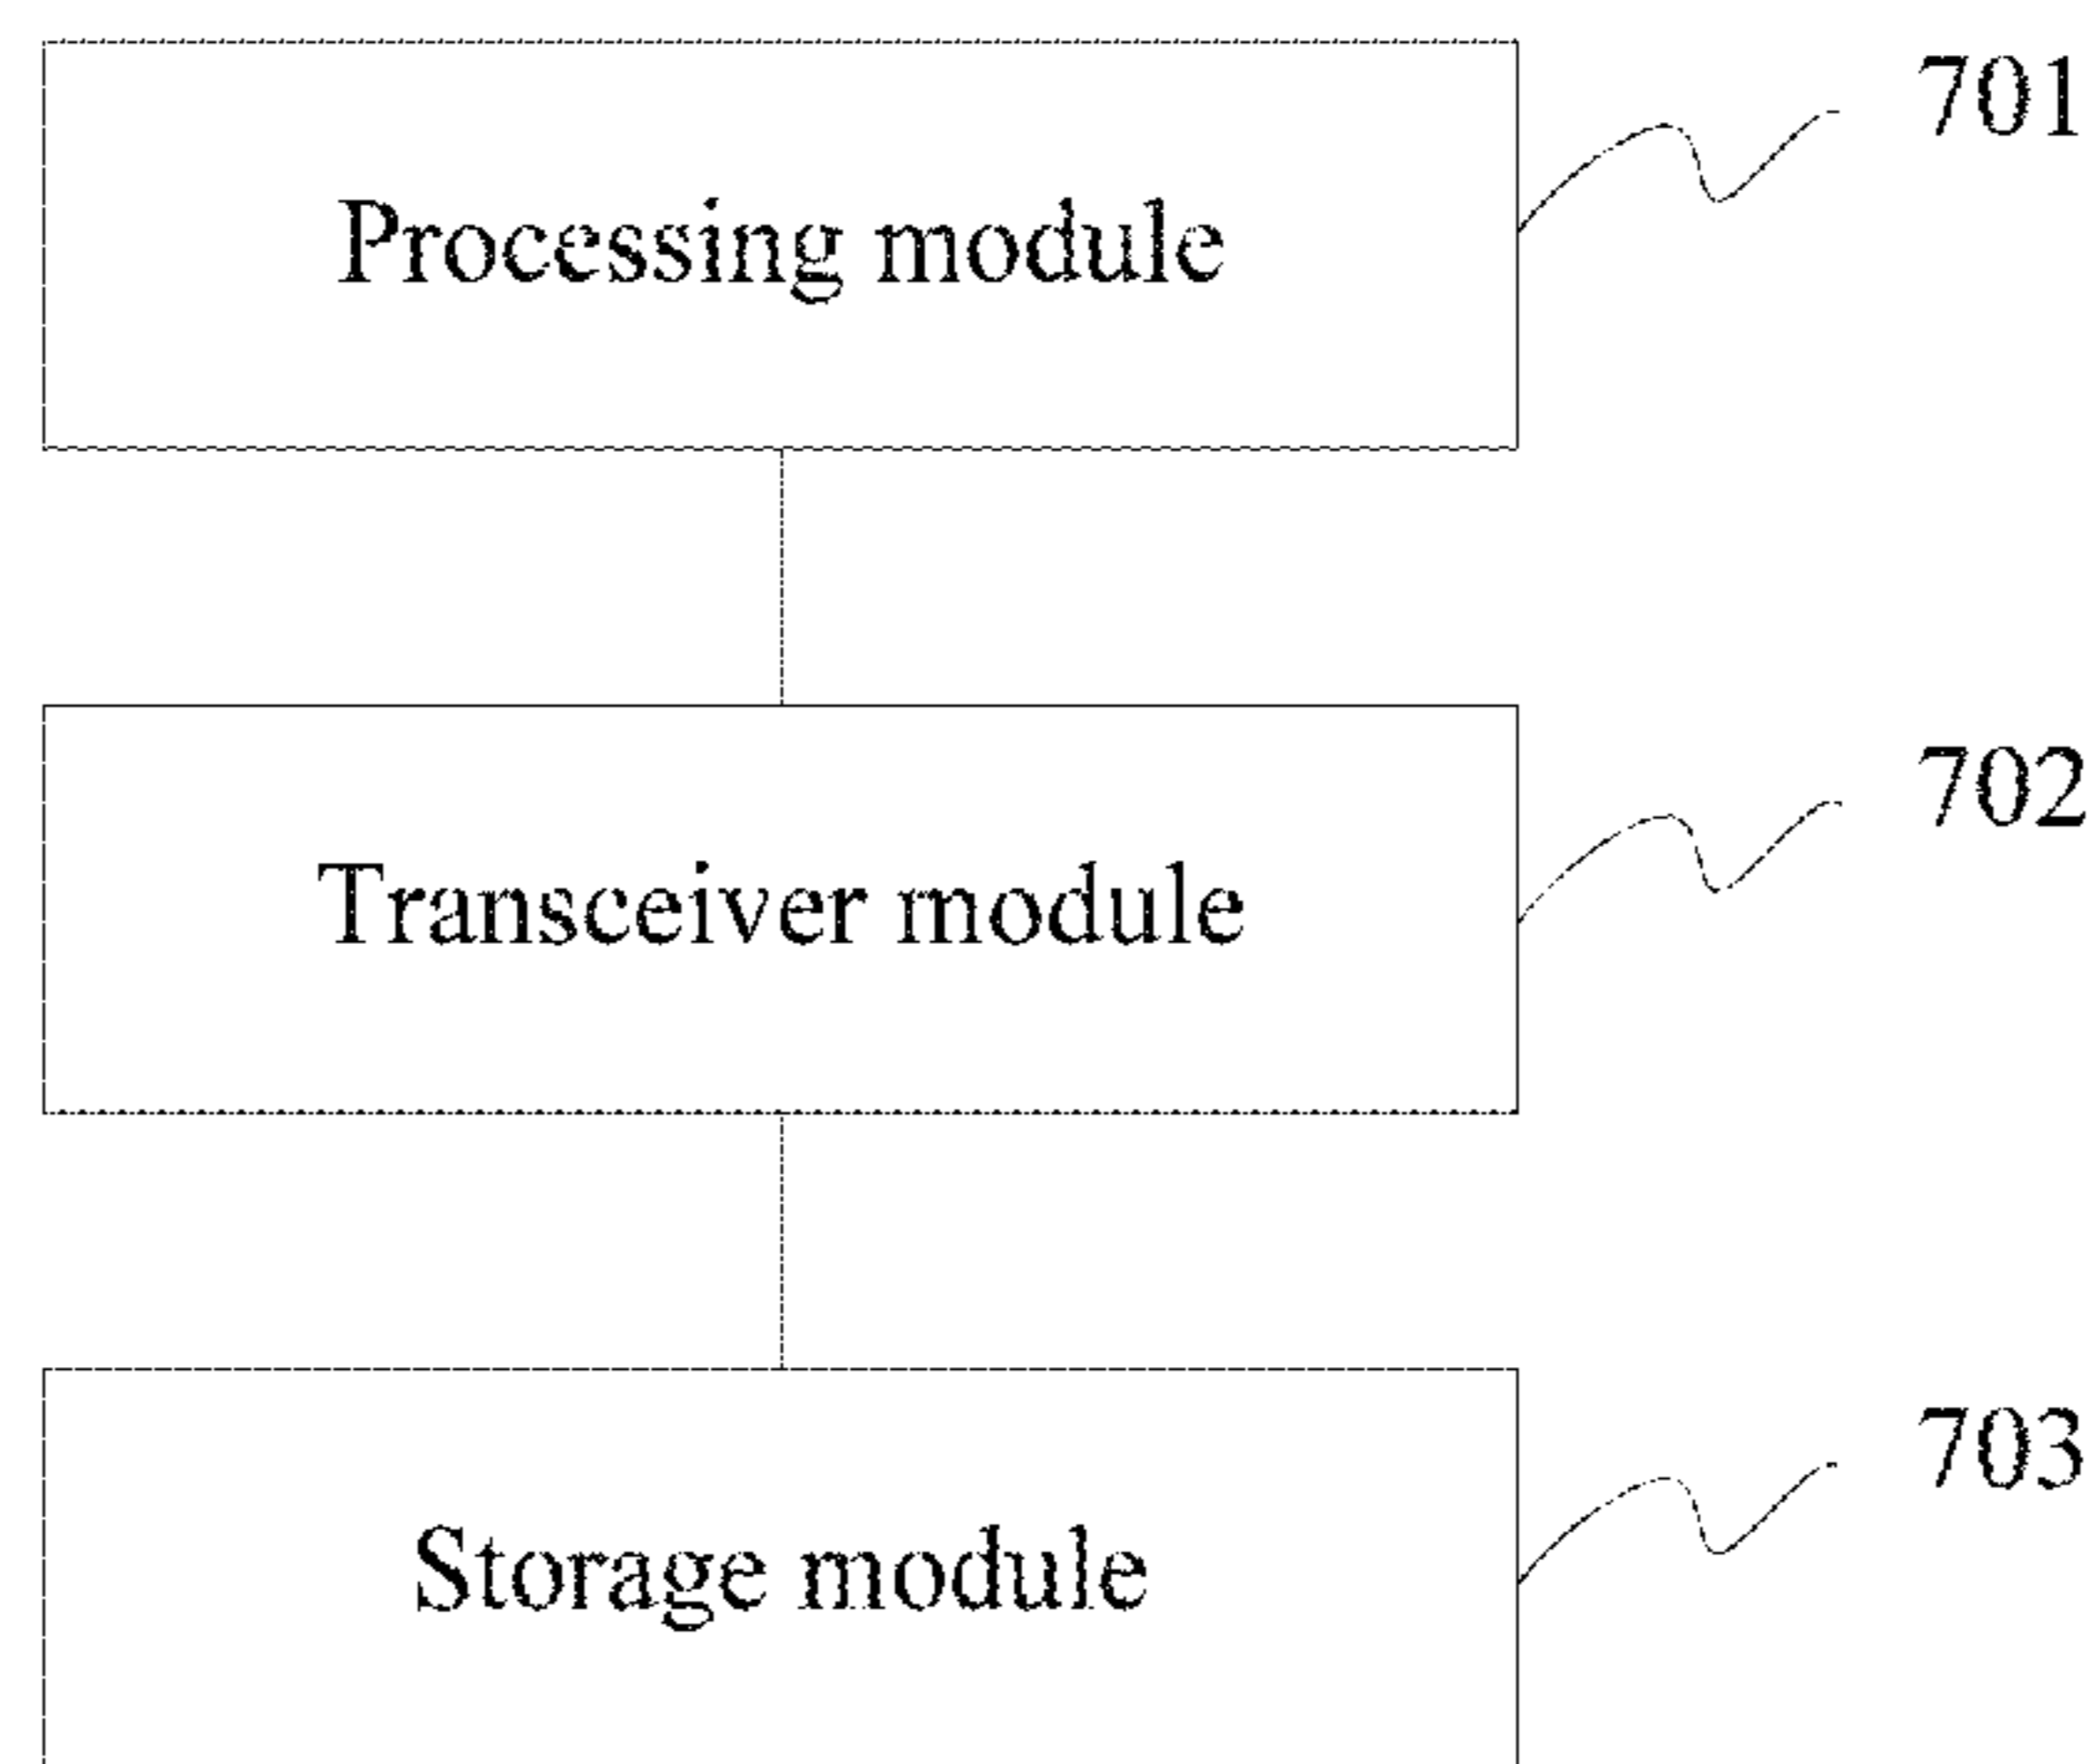 701
Processing module
702
Transceiver module
703
Storage module